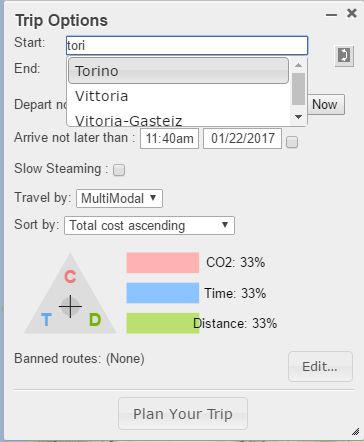 Trip Options
Start: tori
End:
Torino
Vittoria
Vitoria-Gasteiz
Depart no Now
Arrive not later than : 11:40am 01/22/2017
Slow Steaming :
Travel by: MultiModal
Sort by: Total cost ascending
C
T D
CO2: 33%
Time: 33%
Distance: 33%
Banned routes: (None)
Edit...
Plan Your Trip